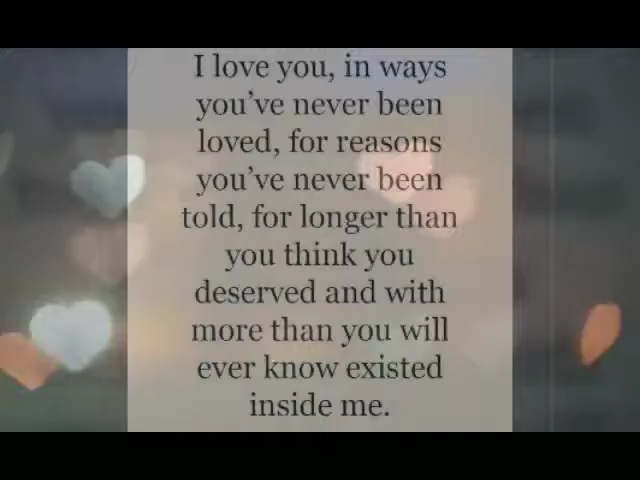 I love you, in ways
you’ve never been
loved, for reasons
you’ve never been
told, for longer than
you think you
deserved and with
more than you will
ever know existed
inside me.